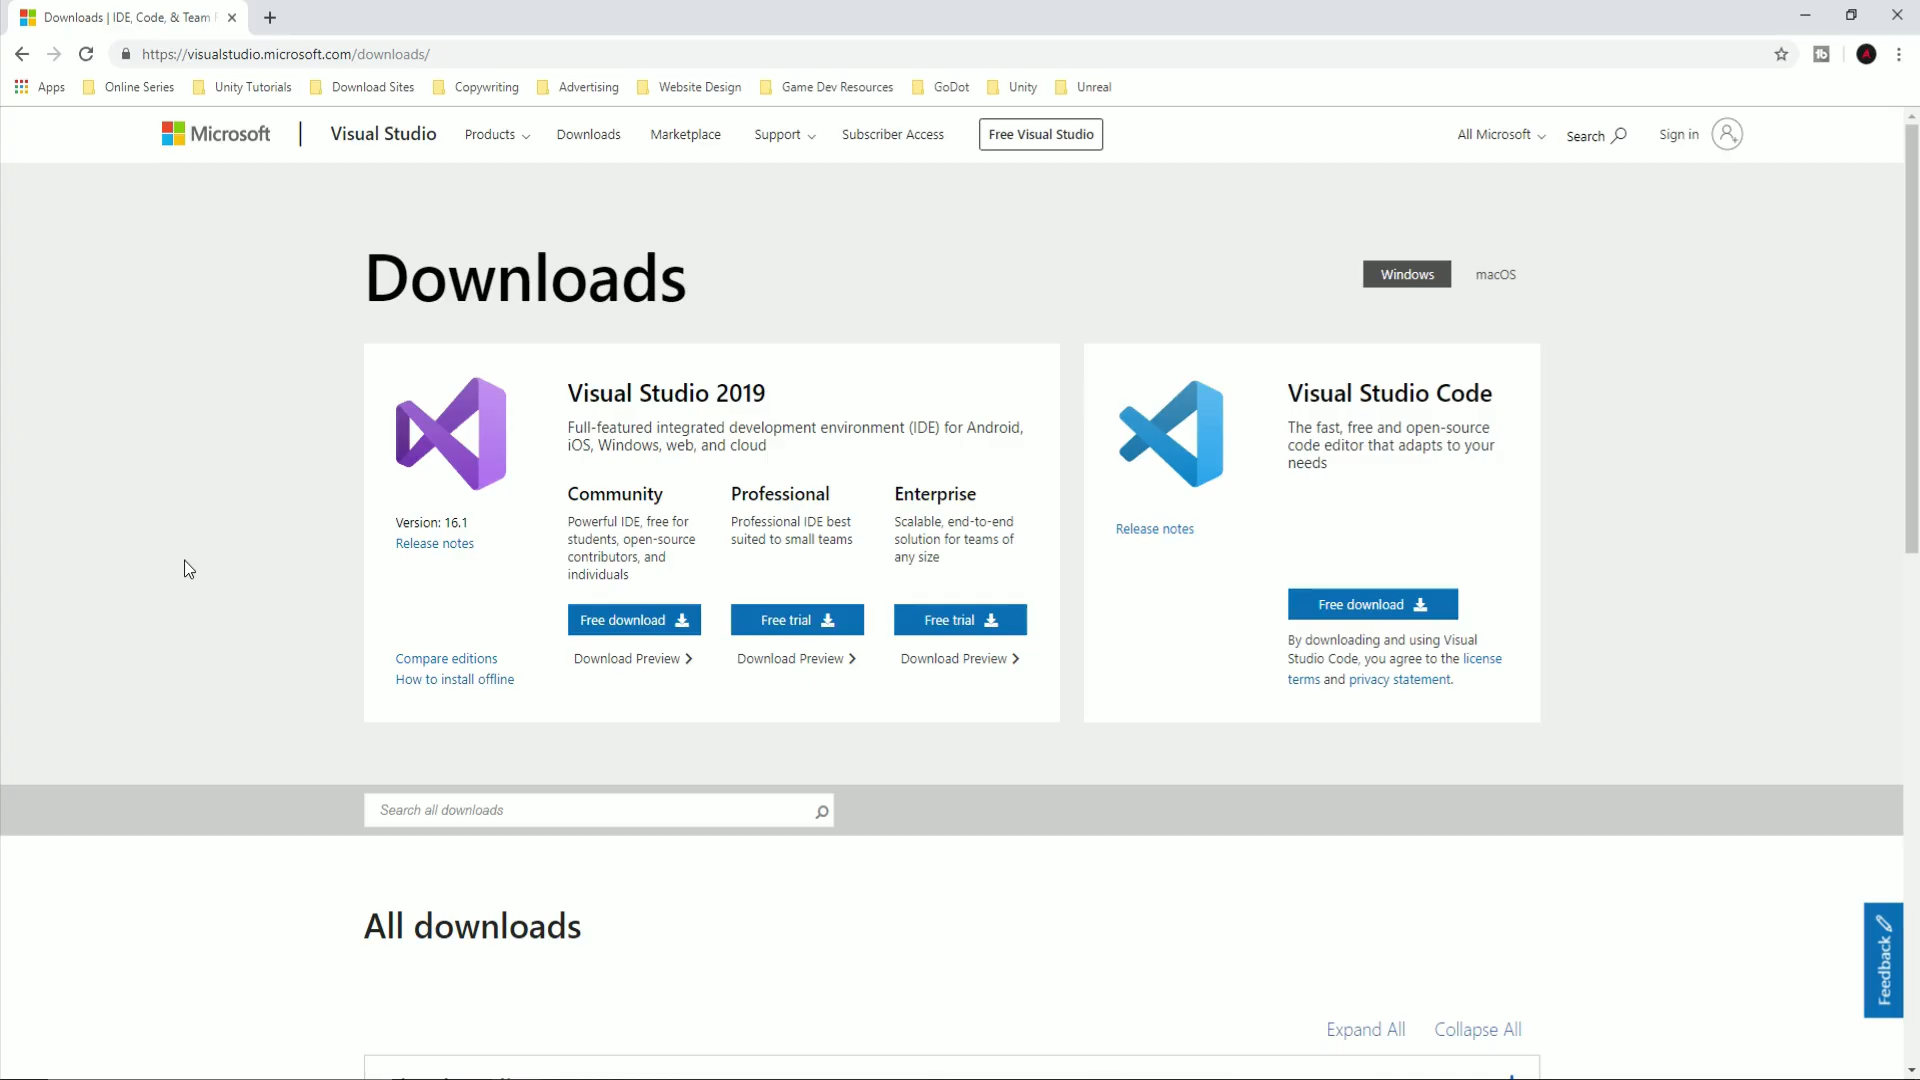 Downloads | IDE, Code, & Team
https://visualstudio.microsoft.com/downloads/
Apps
Online Series
Unity Tutorials
Download Sites
Copywriting
Advertising
Website Design
Game Dev Resources
GoDot
Unity
Unreal
Microsoft
Visual Studio
Products
Downloads
Marketplace
Support
Subscriber Access
Free Visual Studio
All Microsoft
Search
Sign in
Downloads
Windows
macOS
Visual Studio 2019
Full-featured integrated development environment (IDE) for Android,
iOS, Windows, web, and cloud
Version: 16.1
Release notes
Compare editions
How to install offline
Community
Powerful IDE, free for
students, open-source
contributors, and
individuals
Free download
Download Preview
Professional
Professional IDE best
suited to small teams
Free trial
Download Preview
Enterprise
Scalable, end-to-end
solution for teams of
any size
Free trial
Download Preview
Visual Studio Code
The fast, free and open-source
code editor that adapts to your
needs
Release notes
Free download
By downloading and using Visual
Studio Code, you agree to the license
terms and privacy statement.
Search all downloads
All downloads
Feedback
Expand All
Collapse All